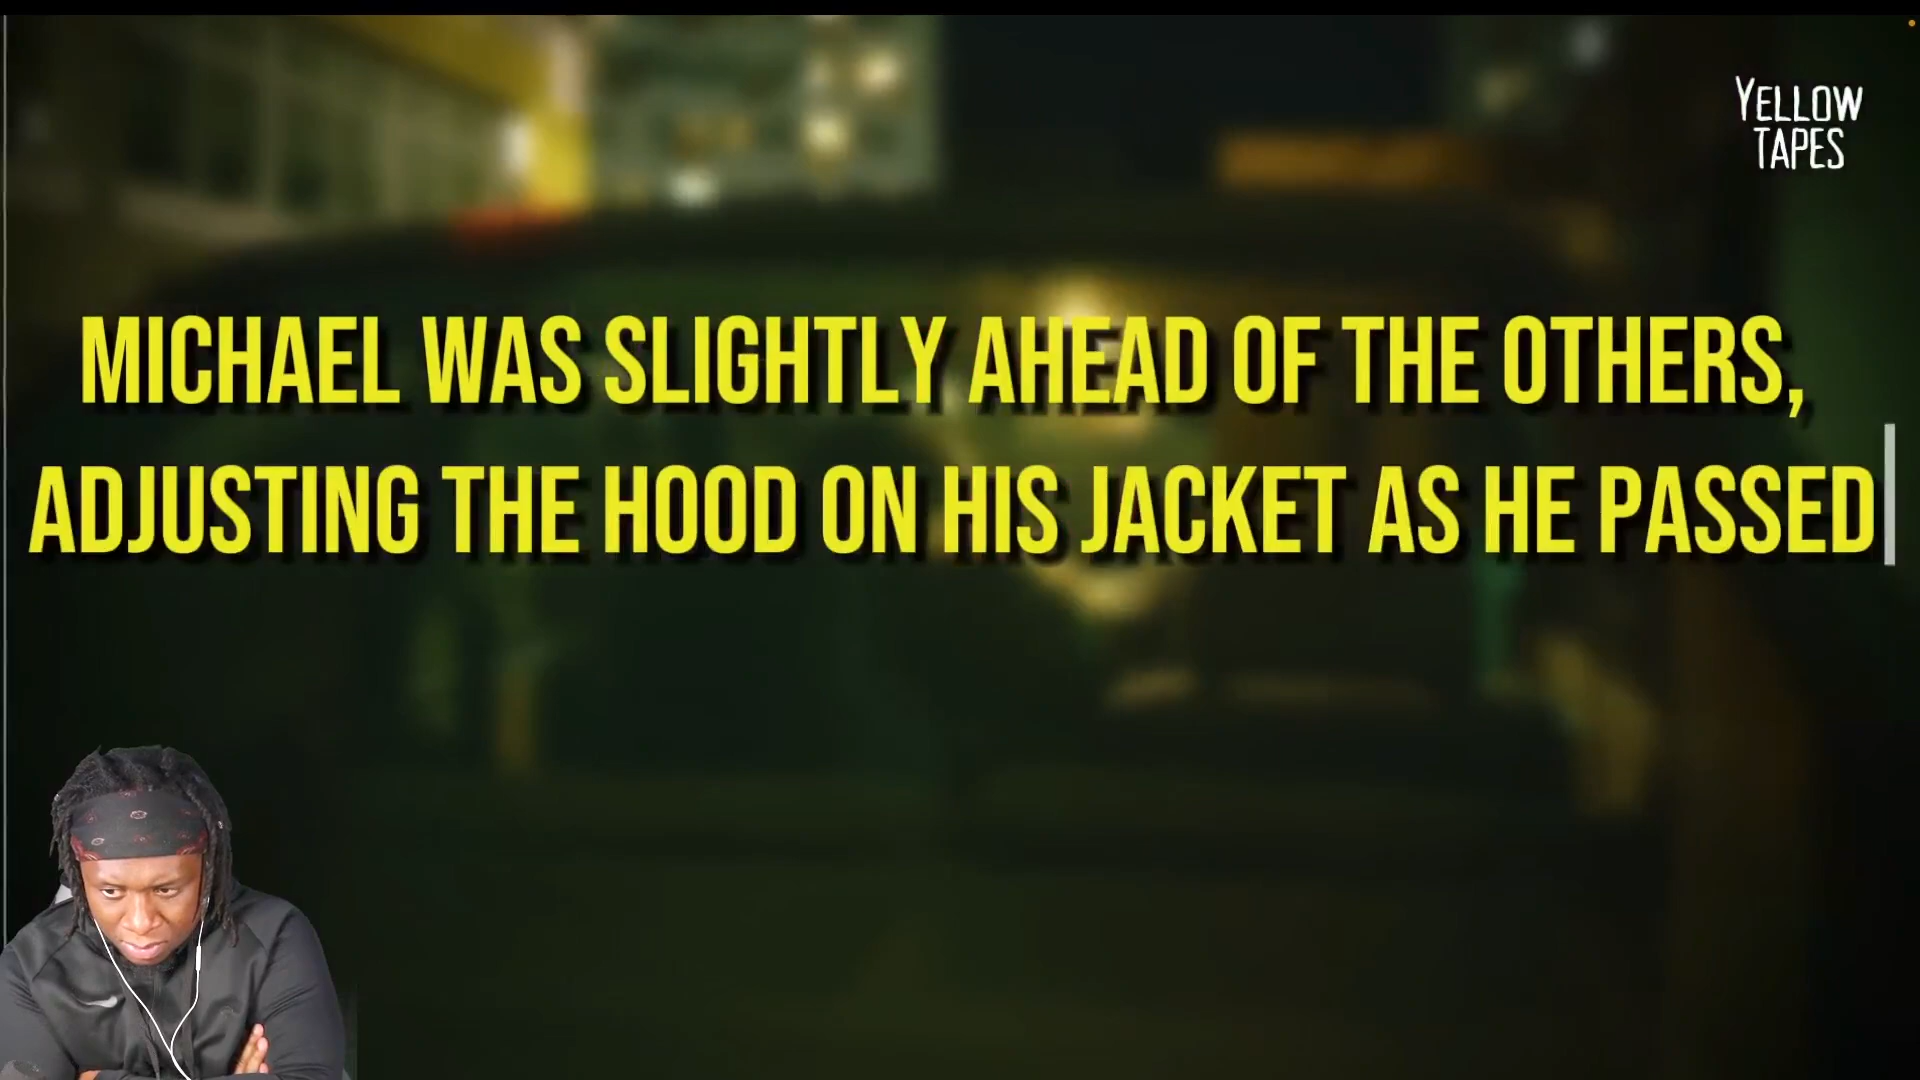 YELLOW
TAPES
MICHAEL WAS SLIGHTLY AHEAD OF THE OTHERS,
ADJUSTING THE HOOD ON HIS JACKET AS HE PASSED